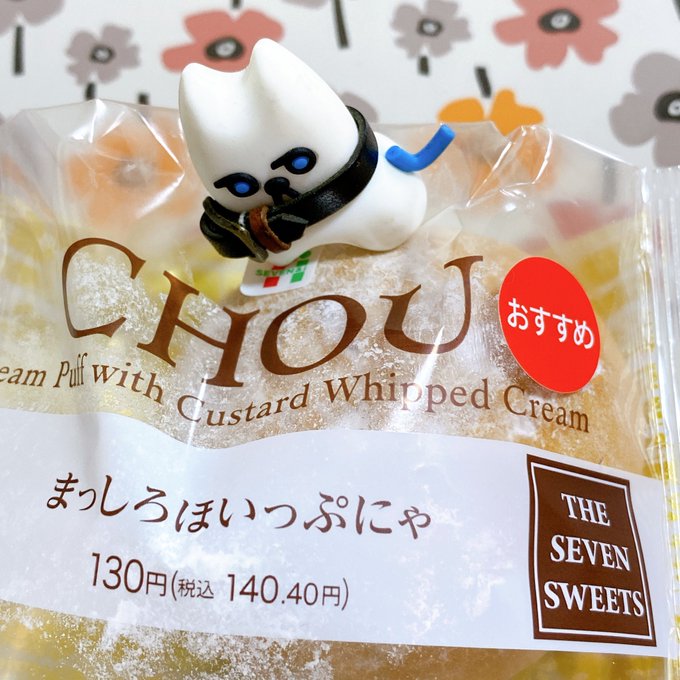 SEVEN
CHOU
おすすめ
eam Puff with Custard Whipped Cream
まっしろほいっぷにゃ
130円(税込 140.40円)
THE
SEVEN
SWEETS